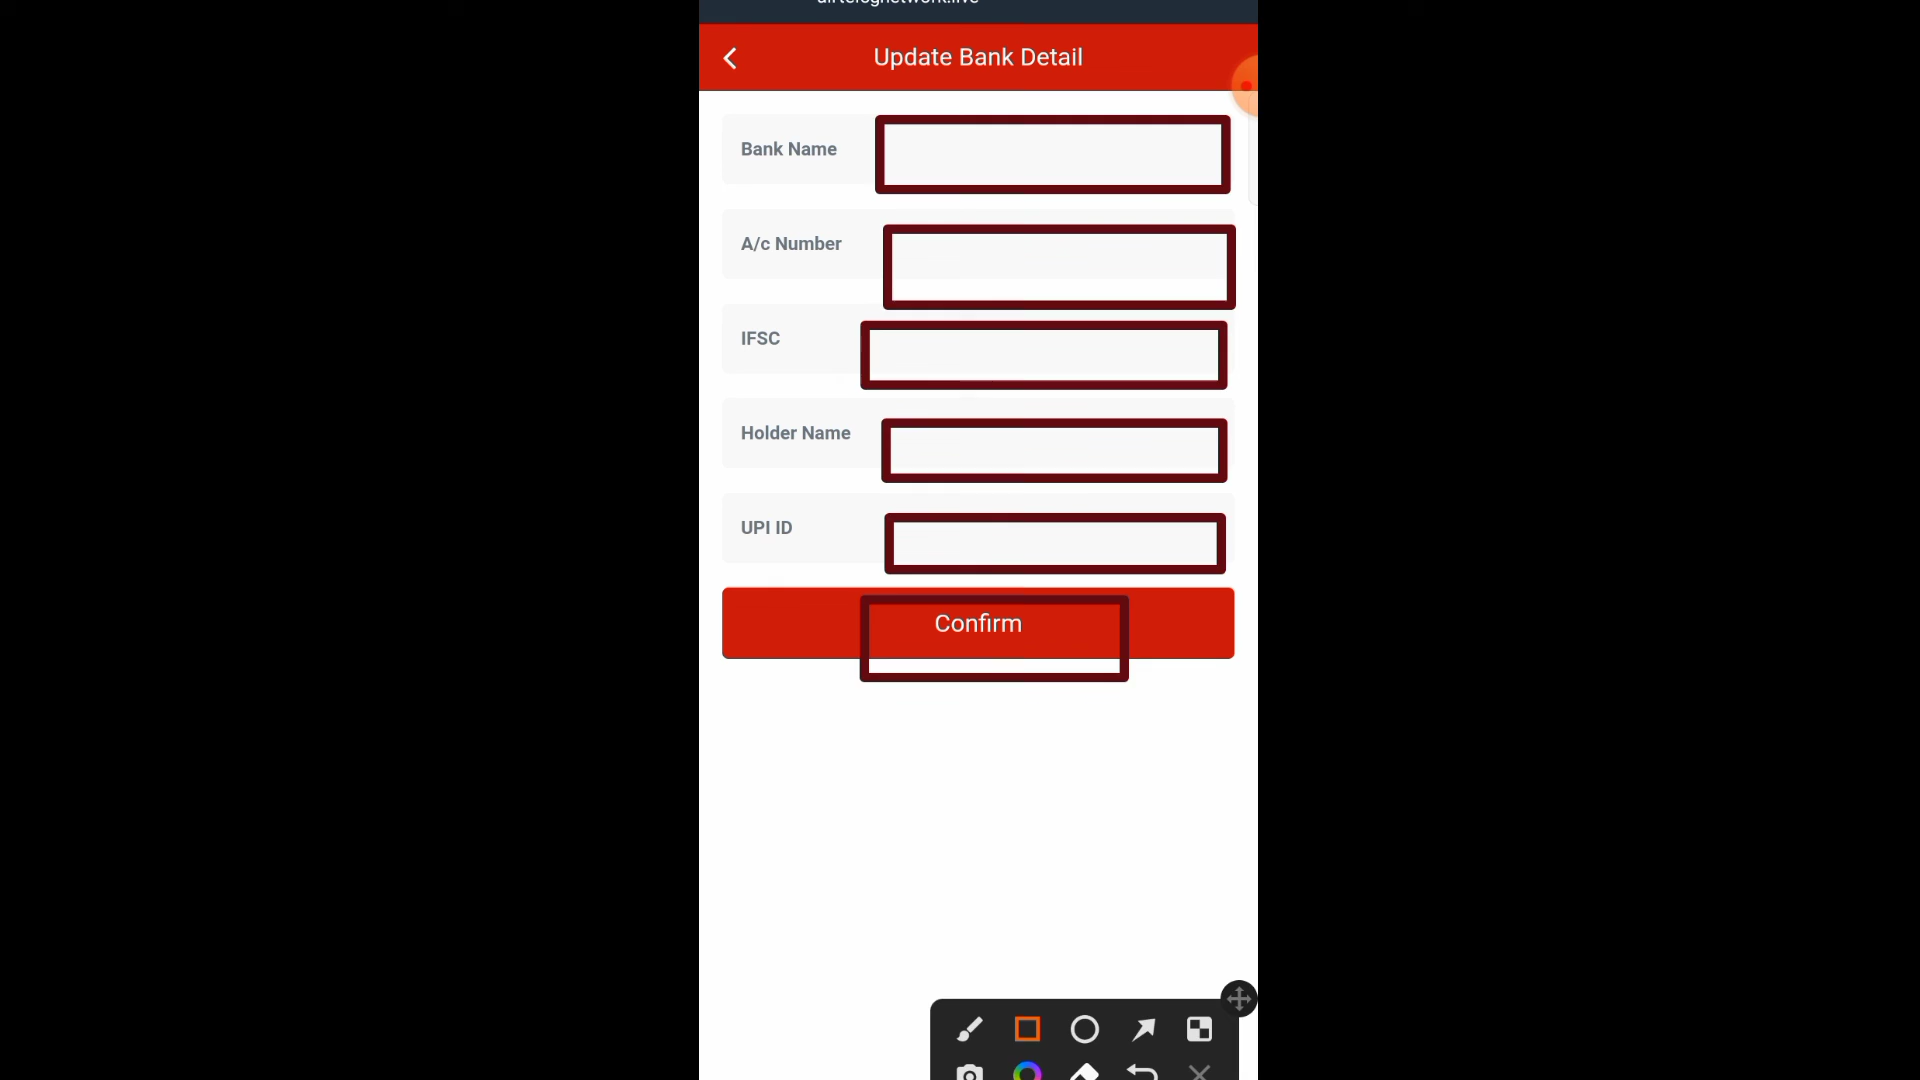 Update Bank Detail
Bank Name
A/c Number
IFSC
Holder Name
UPI ID
Confirm